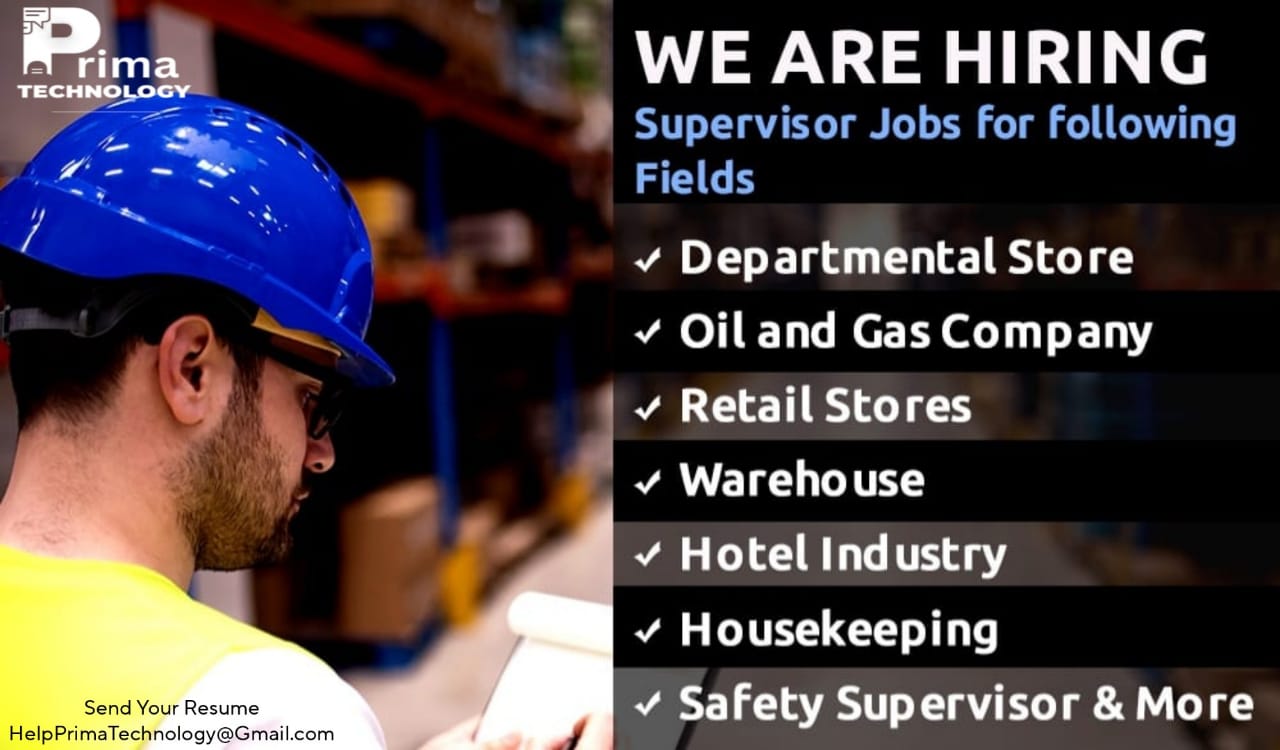 Prima
TECHNOLOGY
WE ARE HIRING
Supervisor Jobs for following
Fields
✓ Departmental Store
✓ Oil and Gas Company
✓ Retail Stores
✓ Warehouse
✓ Hotel Industry
✓ Housekeeping
✓ Safety Supervisor & More
Send Your Resume
HelpPrimaTechnology@Gmail.com